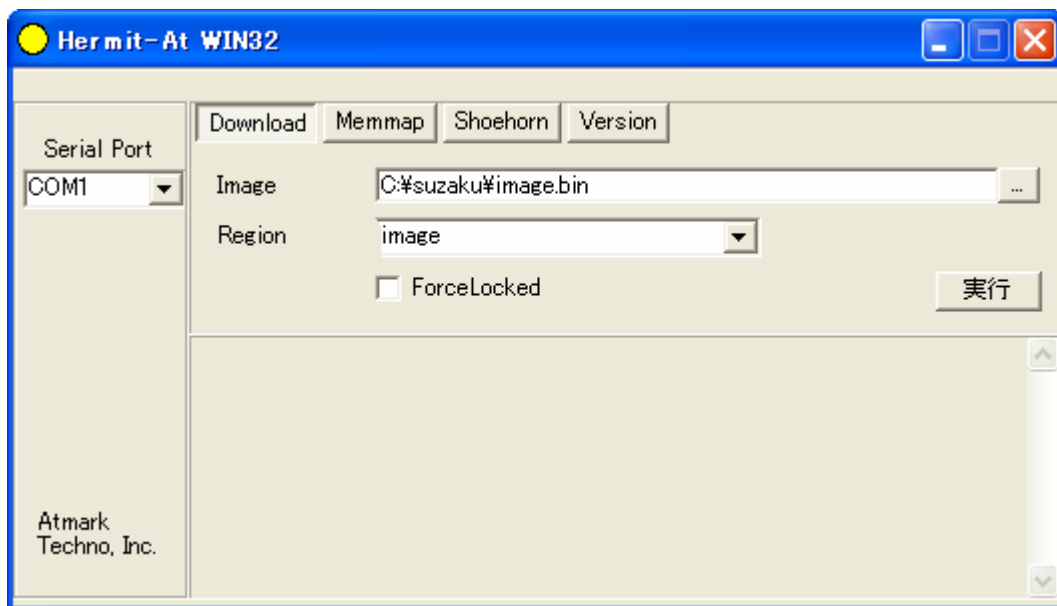 Hermit-At WIN32
Serial Port
COM1
Atmark
Techno, Inc.
Download Memmap Shoehorn Version
Image C:¥suzaku¥image.bin ...
Region image
ForceLocked 実行